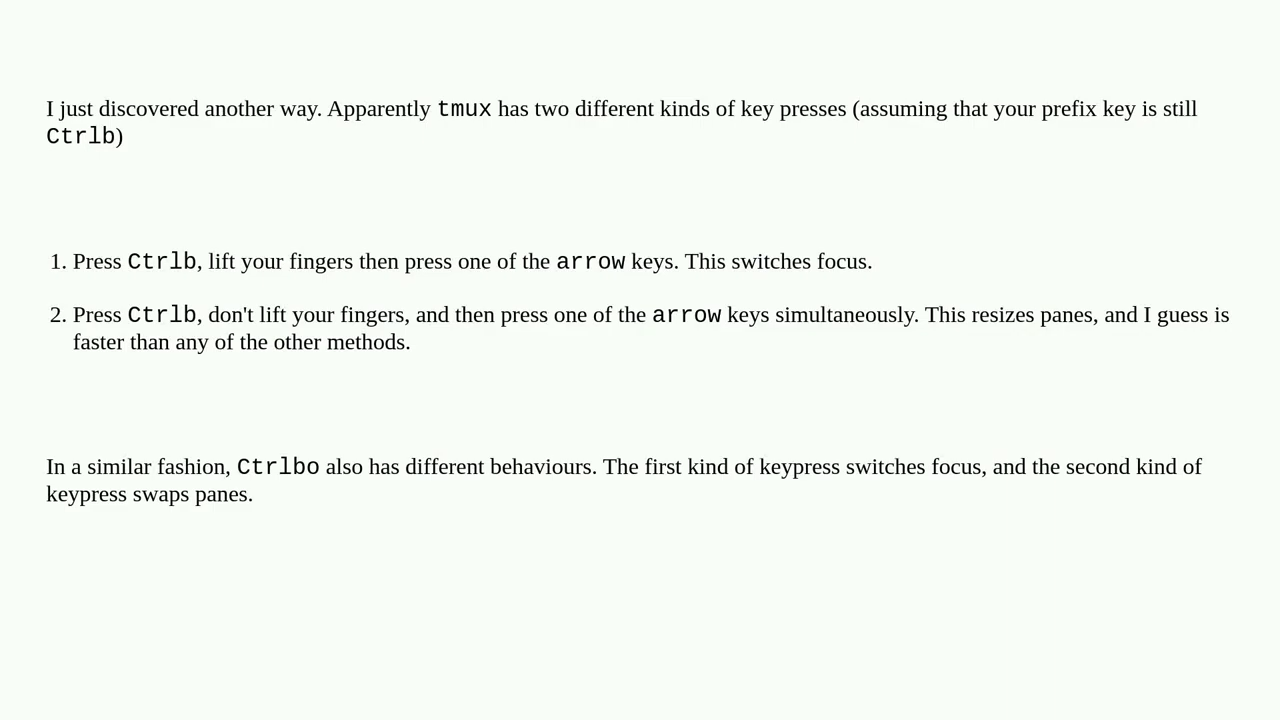 I just discovered another way. Apparently tmux has two different kinds of key presses (assuming that your prefix key is still
Ctrlb)
1. Press Ctrlb, lift your fingers then press one of the arrow keys. This switches focus.
2. Press Ctrlb, don't lift your fingers, and then press one of the arrow keys simultaneously. This resizes panes, and I guess is
faster than any of the other methods.
In a similar fashion, Ctrlbo also has different behaviours. The first kind of keypress switches focus, and the second kind of
keypress swaps panes.